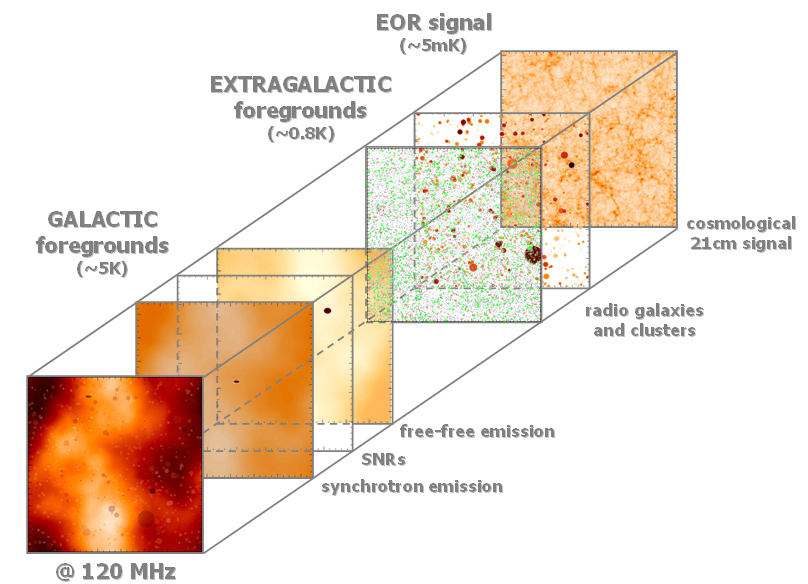 EOR signal
(~5mK)
EXTRAGALACTIC
foregrounds
(~0.8K)
GALACTIC
foregrounds
(~5K)
cosmological
21cm signal
radio galaxies
and clusters
free-free emission
SNRs
synchrotron emission
@ 120 MHz